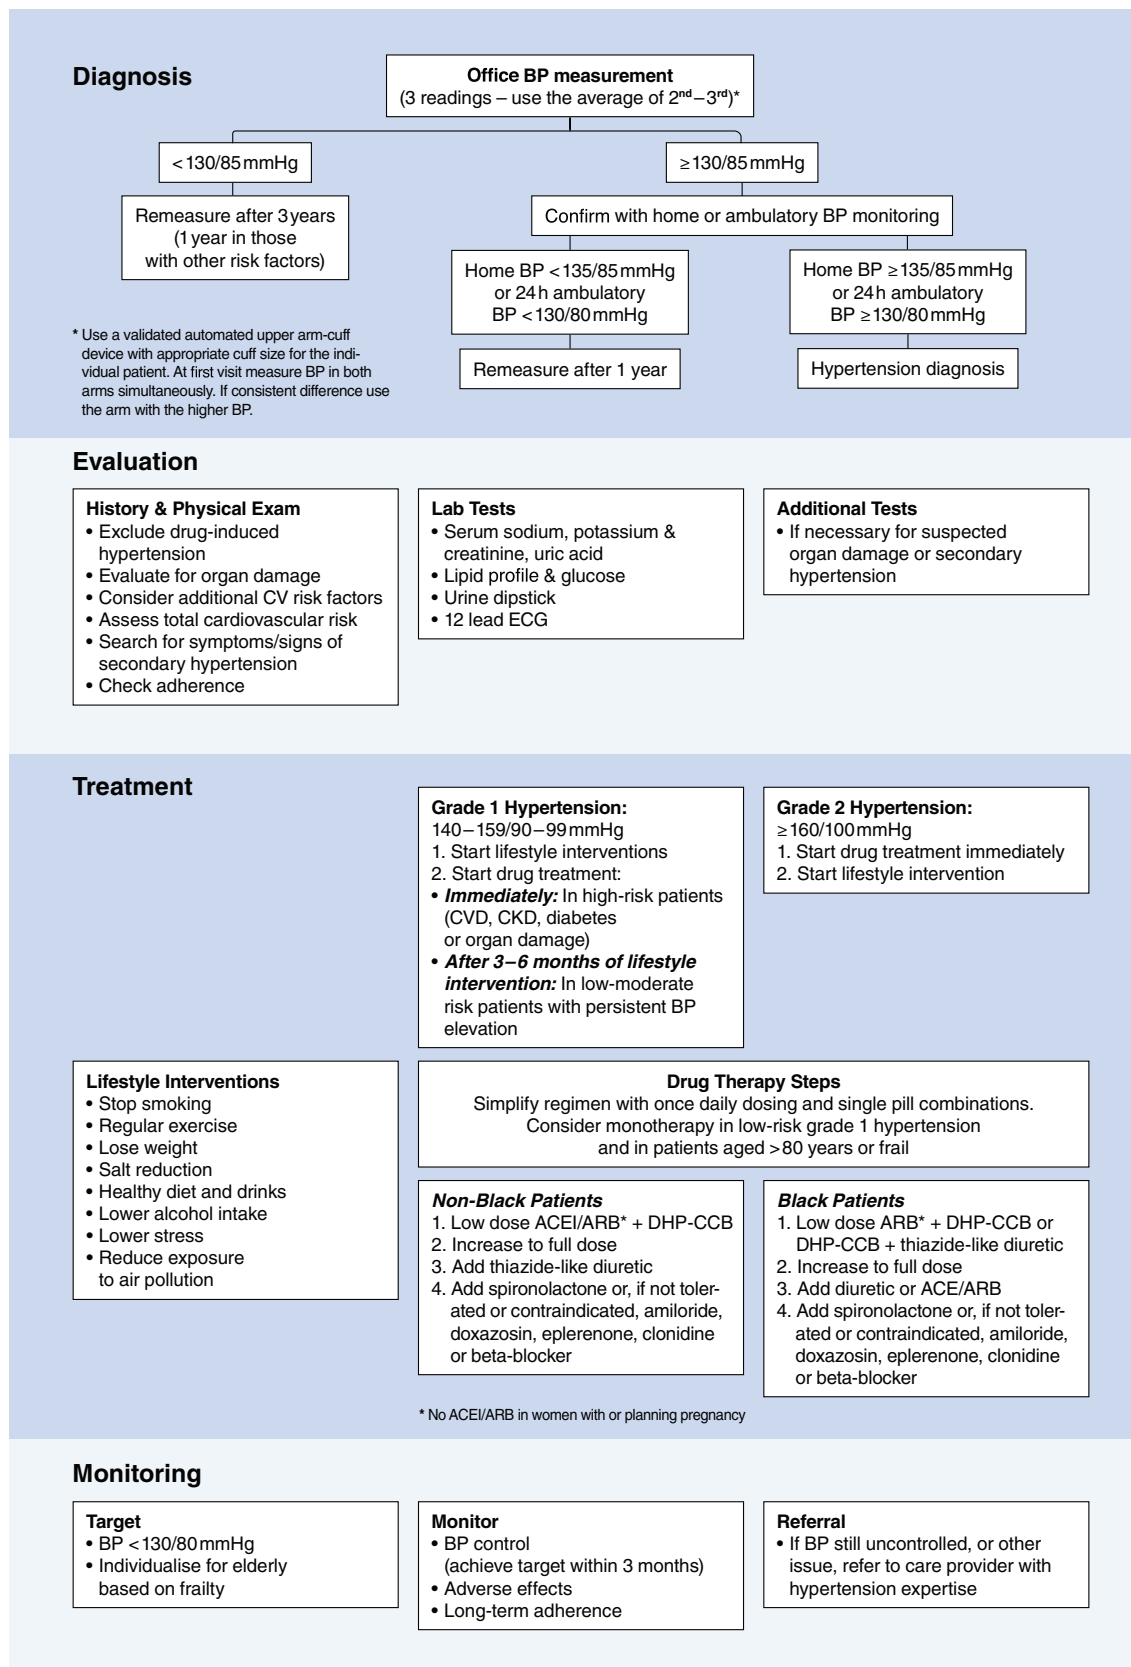 Diagnosis
Office BP measurement
(3 readings – use the average of 2nd–3rd)*
<130/85 mmHg
≥130/85 mmHg
Remeasure after 3 years
(1 year in those
with other risk factors)
Confirm with home or ambulatory BP monitoring
Home BP <135/85 mmHg
or 24 h ambulatory
BP <130/80 mmHg
Home BP ≥135/85 mmHg
or 24 h ambulatory
BP ≥130/80 mmHg
Remeasure after 1 year
Hypertension diagnosis
* Use a validated automated upper arm-cuff
device with appropriate cuff size for the indi-
vidual patient. At first visit measure BP in both
arms simultaneously. If consistent difference use
the arm with the higher BP.
Evaluation
History & Physical Exam
• Exclude drug-induced
hypertension
• Evaluate for organ damage
• Consider additional CV risk factors
• Assess total cardiovascular risk
• Search for symptoms/signs of
secondary hypertension
• Check adherence
Lab Tests
• Serum sodium, potassium &
creatinine, uric acid
• Lipid profile & glucose
• Urine dipstick
• 12 lead ECG
Additional Tests
• If necessary for suspected
organ damage or secondary
hypertension
Treatment
Grade 1 Hypertension:
140–159/90–99 mmHg
1. Start lifestyle interventions
2. Start drug treatment:
• Immediately: In high-risk patients
(CVD, CKD, diabetes
or organ damage)
• After 3–6 months of lifestyle
intervention: In low-moderate
risk patients with persistent BP
elevation
Grade 2 Hypertension:
≥160/100 mmHg
1. Start drug treatment immediately
2. Start lifestyle intervention
Lifestyle Interventions
• Stop smoking
• Regular exercise
• Lose weight
• Salt reduction
• Healthy diet and drinks
• Lower alcohol intake
• Lower stress
• Reduce exposure
to air pollution
Drug Therapy Steps
Simplify regimen with once daily dosing and single pill combinations.
Consider monotherapy in low-risk grade 1 hypertension
and in patients aged >80 years or frail
Non-Black Patients
1. Low dose ACEI/ARB* + DHP-CCB
2. Increase to full dose
3. Add thiazide-like diuretic
4. Add spironolactone or, if not toler-
ated or contraindicated, amiloride,
doxazosin, eplerenone, clonidine
or beta-blocker
Black Patients
1. Low dose ARB* + DHP-CCB or
DHP-CCB + thiazide-like diuretic
2. Increase to full dose
3. Add diuretic or ACE/ARB
4. Add spironolactone or, if not toler-
ated or contraindicated, amiloride,
doxazosin, eplerenone, clonidine
or beta-blocker
* No ACEI/ARB in women with or planning pregnancy
Monitoring
Target
• BP <130/80 mmHg
• Individualise for elderly
based on frailty
Monitor
• BP control
(achieve target within 3 months)
• Adverse effects
• Long-term adherence
Referral
• If BP still uncontrolled, or other
issue, refer to care provider with
hypertension expertise